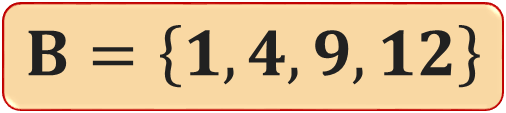 B = {1, 4, 9, 12}